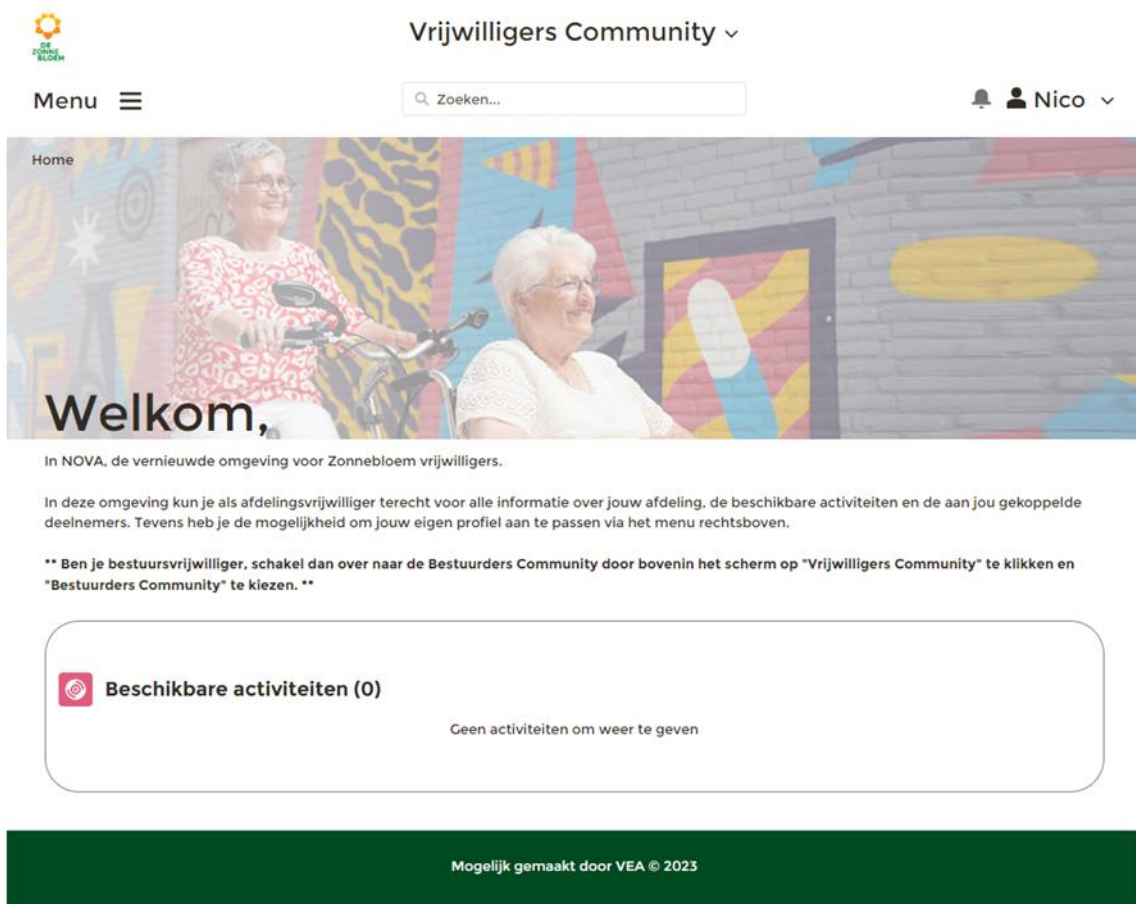 DE
ZONNE
BLOEM
Vrijwilligers Community
Menu
Zoeken...
Nico
Home
Welkom,
In NOVA, de vernieuwde omgeving voor Zonnebloem vrijwilligers.
In deze omgeving kun je als afdelingsvrijwilliger terecht voor alle informatie over jouw afdeling, de beschikbare activiteiten en de aan jou gekoppelde
deelnemers. Tevens heb je de mogelijkheid om jouw eigen profiel aan te passen via het menu rechtsboven.
** Ben je bestuursvrijwilliger, schakel dan over naar de Bestuurders Community door bovenin het scherm op "Vrijwilligers Community" te klikken en
"Bestuurders Community" te kiezen. **
Beschikbare activiteiten (0)
Geen activiteiten om weer te geven
Mogelijk gemaakt door VEA © 2023